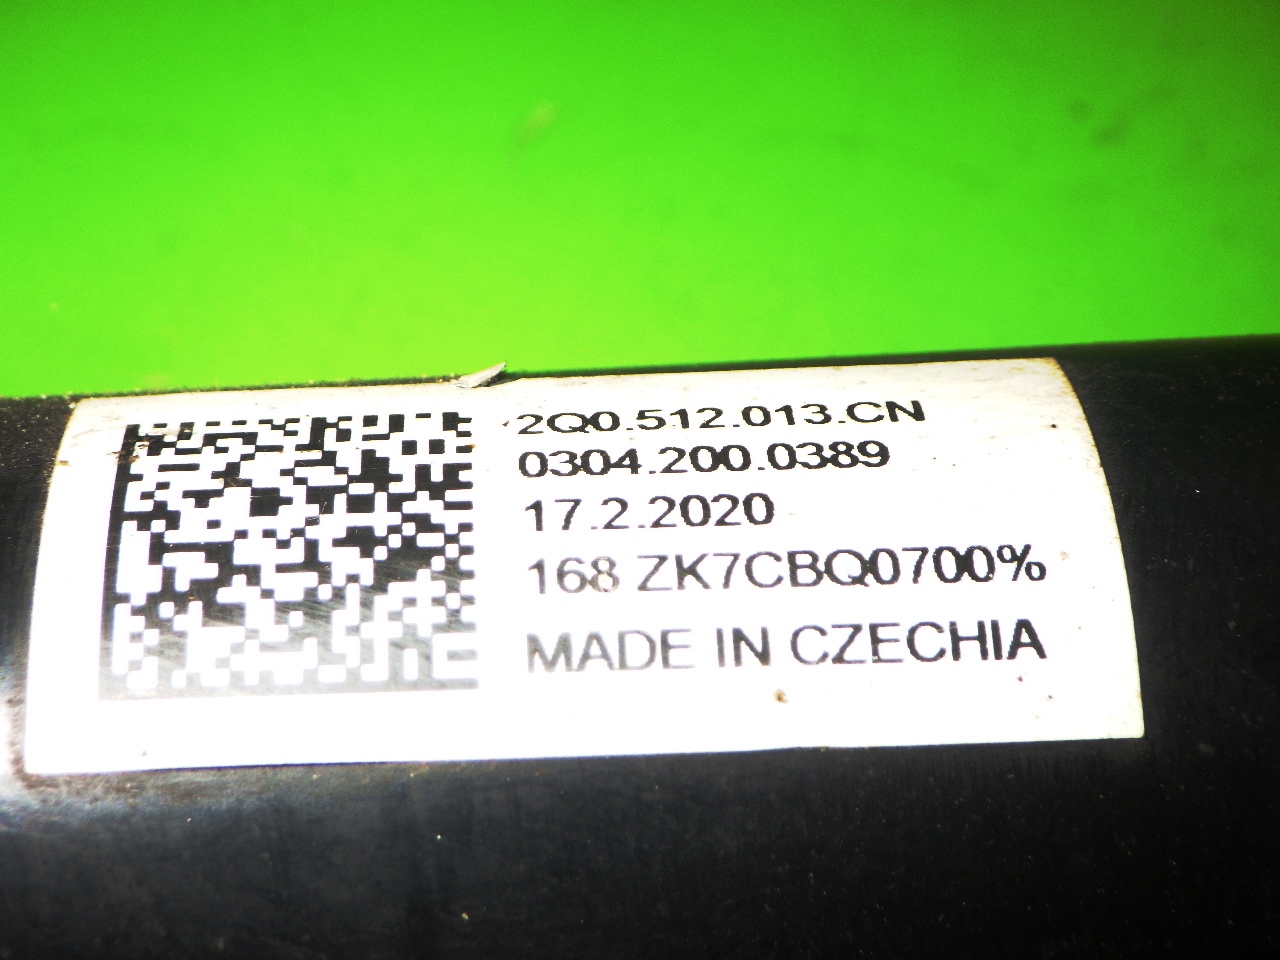 2Q0.512.013.CN
0304.200.0389
17.2.2020
168 ZK7CBQ0700%
MADE IN CZECHIA